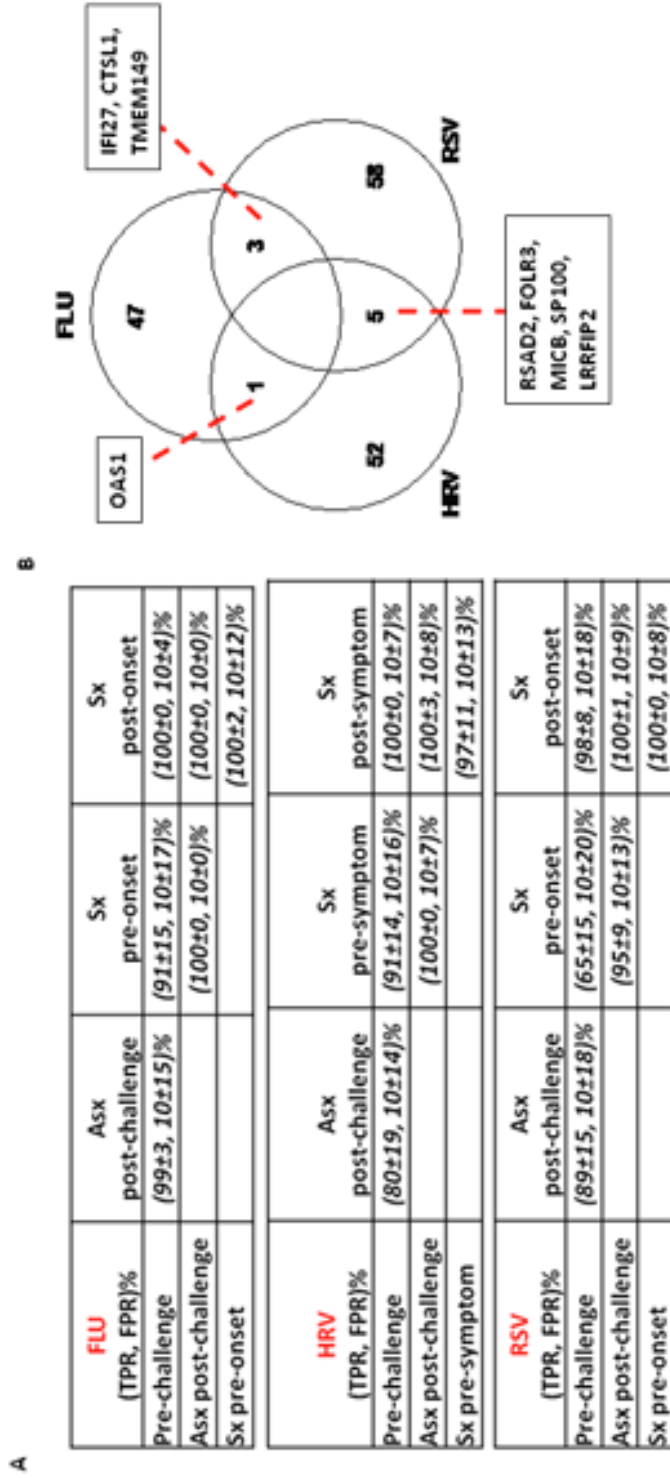 A
FLU (TPR, FPR)% Asx post-challenge Sx pre-onset Sx post-onset
Pre-challenge (99±3, 10±15)% (91±15, 10±17)% (100±0, 10±4)%
Asx post-challenge (100±0, 10±0)% (100±0, 10±0)%
Sx pre-onset (100±2, 10±12)%
HRV (TPR, FPR)% Asx post-challenge Sx pre-symptom Sx post-symptom
Pre-challenge (80±19, 10±14)% (91±14, 10±16)% (100±0, 10±7)%
Asx post-challenge (100±0, 10±7)% (100±3, 10±8)%
Sx pre-symptom (97±11, 10±13)%
RSV (TPR, FPR)% Asx post-challenge Sx pre-onset Sx post-onset
Pre-challenge (89±15, 10±18)% (65±15, 10±20)% (98±8, 10±18)%
Asx post-challenge (95±9, 10±13)% (100±1, 10±9)%
Sx pre-onset (100±0, 10±8)%
B
FLU
OAS1
IFI27, CTSL1,
TMEM149
47
1
3
5
52
58
HRV
RSV
RSAD2, FOLR3,
MICB, SP100,
LRRFIP2